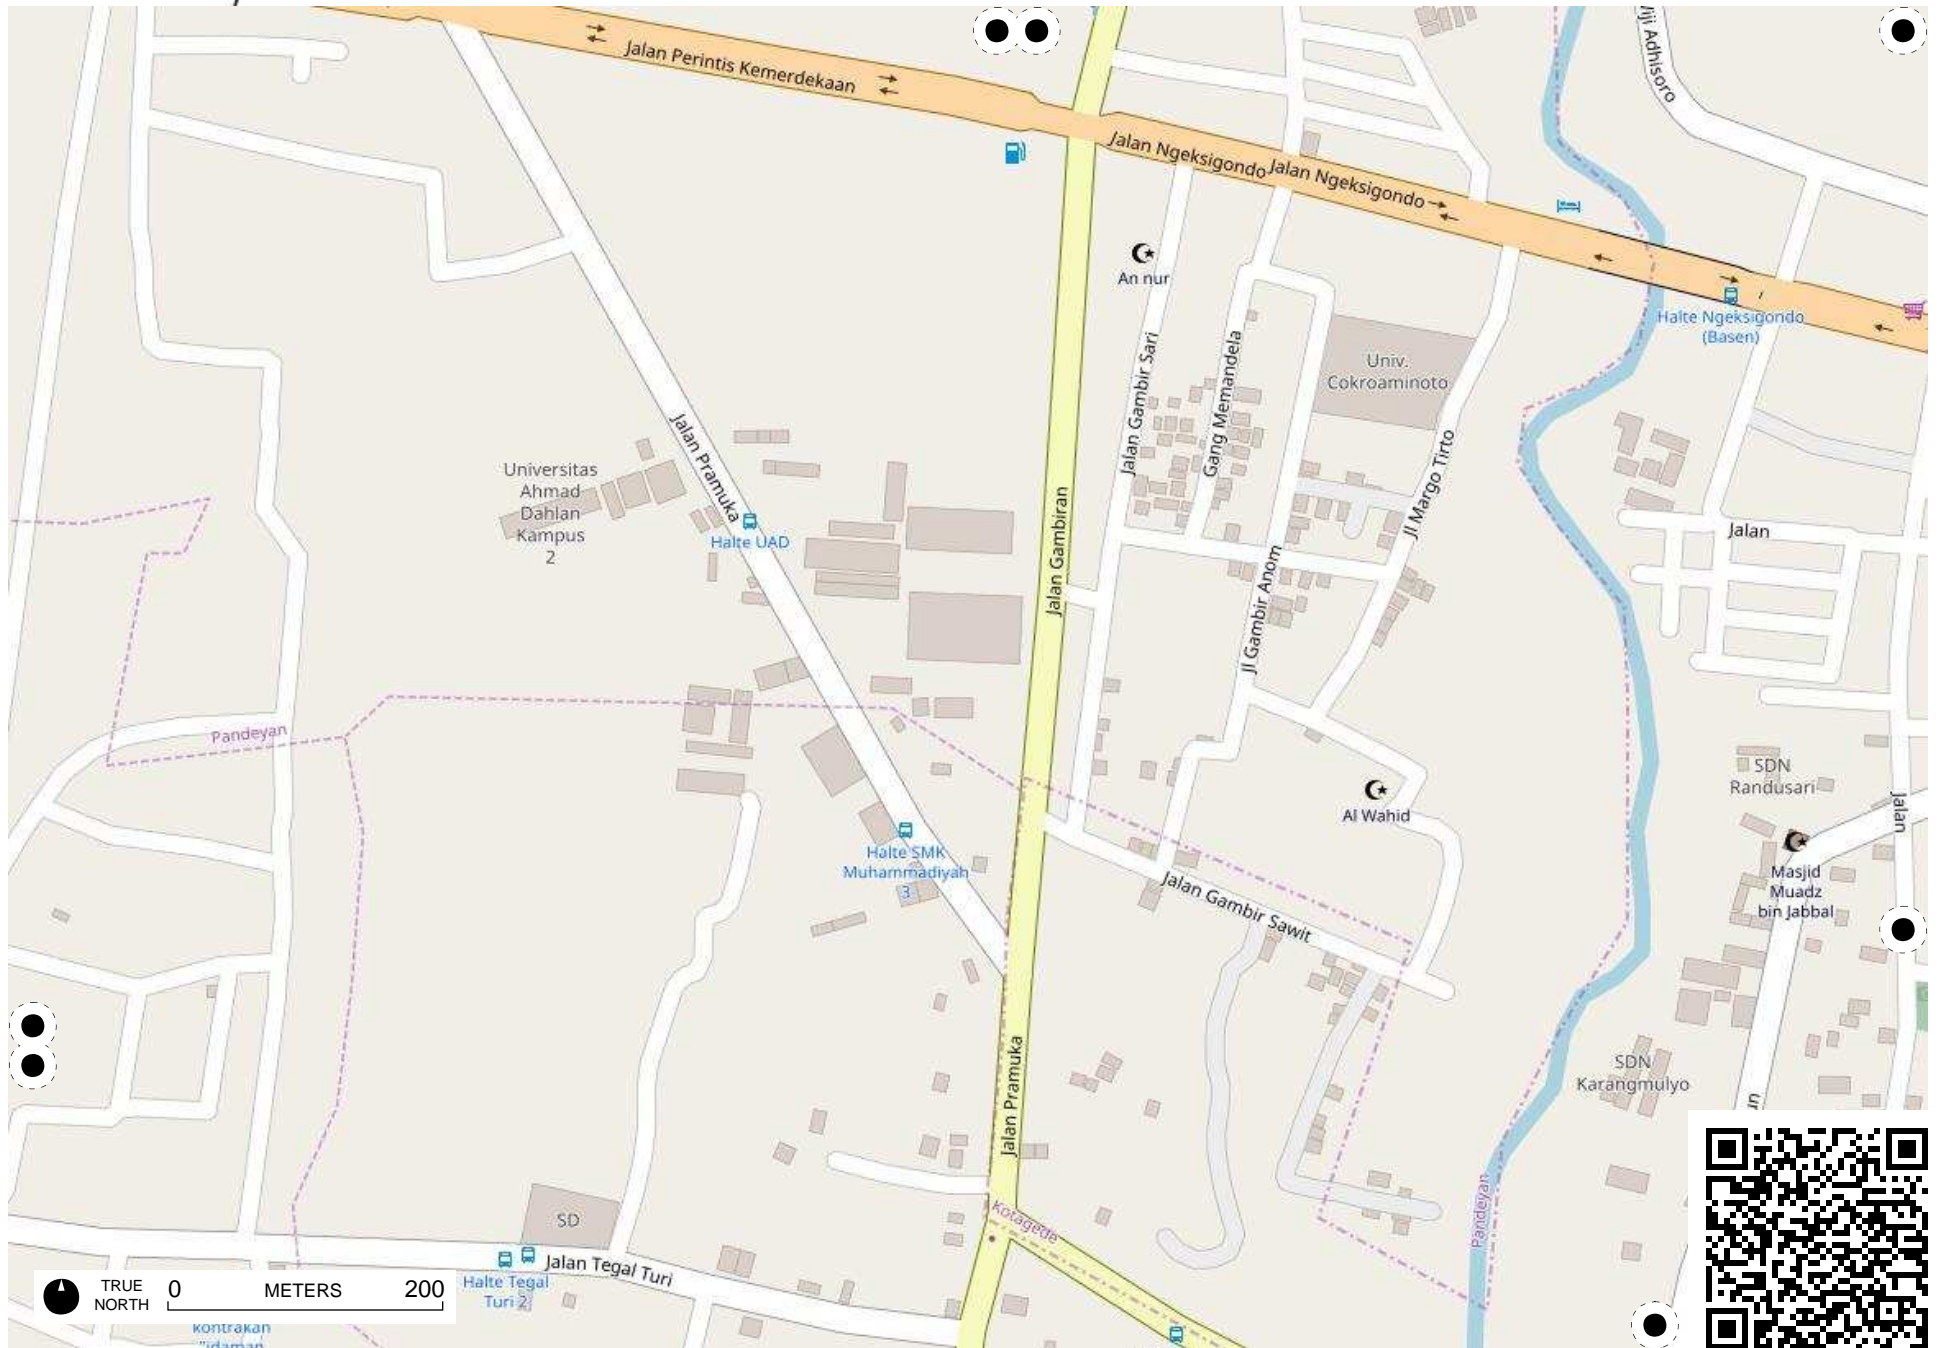 Jalan Perintis Kemerdekaan
Jalan Ngeksigondo
Jalan Ngeksigondo
Adhisoro
An nur
Halte Ngeksigondo
(Basen)
Jalan Gambir Sari
Gang Memandela
Univ.
Cokroaminoto
Jl Margo Tirto
Jalan Pramuka
Universitas
Ahmad
Dahlan
Kampus
2
Halte UAD
Jalan Gambiran
Jalan
Jl Gambir Anom
Pandeyan
SDN
Randusari
Al Wahid
Jalan
Halte SMK
Muhammadiyah
3
Jalan Gambir Sawit
Masjid
Muadz
bin Jabbal
SDN
Karangmulyo
Jalan Pramuka
SD
Kotagede
Pandeyan
Jalan Tegal Turi
Halte Tegal
Turi 2
TRUE
NORTH
0 METERS 200
kontrakan
"idaman